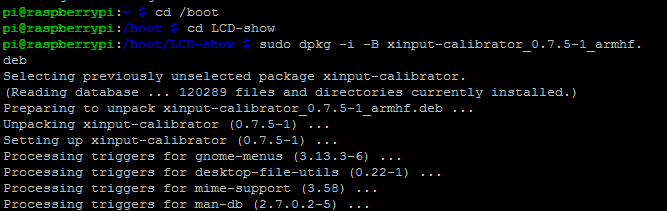 pi@raspberrypi:~ $ cd /boot
pi@raspberrypi:/boot $ cd LCD-show
pi@raspberrypi:/boot/LCD-show $ sudo dpkg -i -B xinput-calibrator_0.7.5-1_armhf.
deb
Selecting previously unselected package xinput-calibrator.
(Reading database ... 120289 files and directories currently installed.)
Preparing to unpack xinput-calibrator_0.7.5-1_armhf.deb ...
Unpacking xinput-calibrator (0.7.5-1) ...
Setting up xinput-calibrator (0.7.5-1) ...
Processing triggers for gnome-menus (3.13.3-6) ...
Processing triggers for desktop-file-utils (0.22-1) ...
Processing triggers for mime-support (3.58) ...
Processing triggers for man-db (2.7.0.2-5) ...